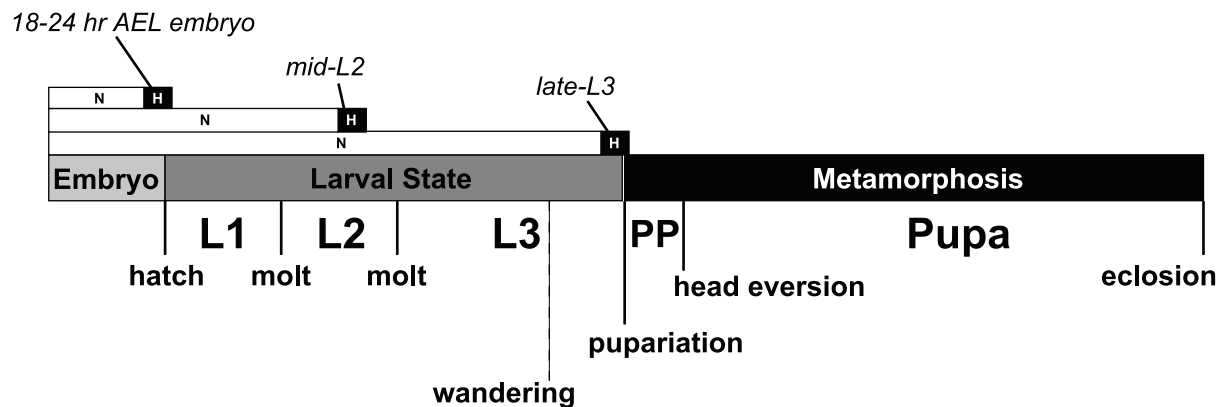 18-24 hr AEL embryo
mid-L2
late-L3
N H
N H
N H
Embryo Larval State Metamorphosis
L1 L2 L3 PP Pupa
hatch molt molt head eversion eclosion
pupariation
wandering